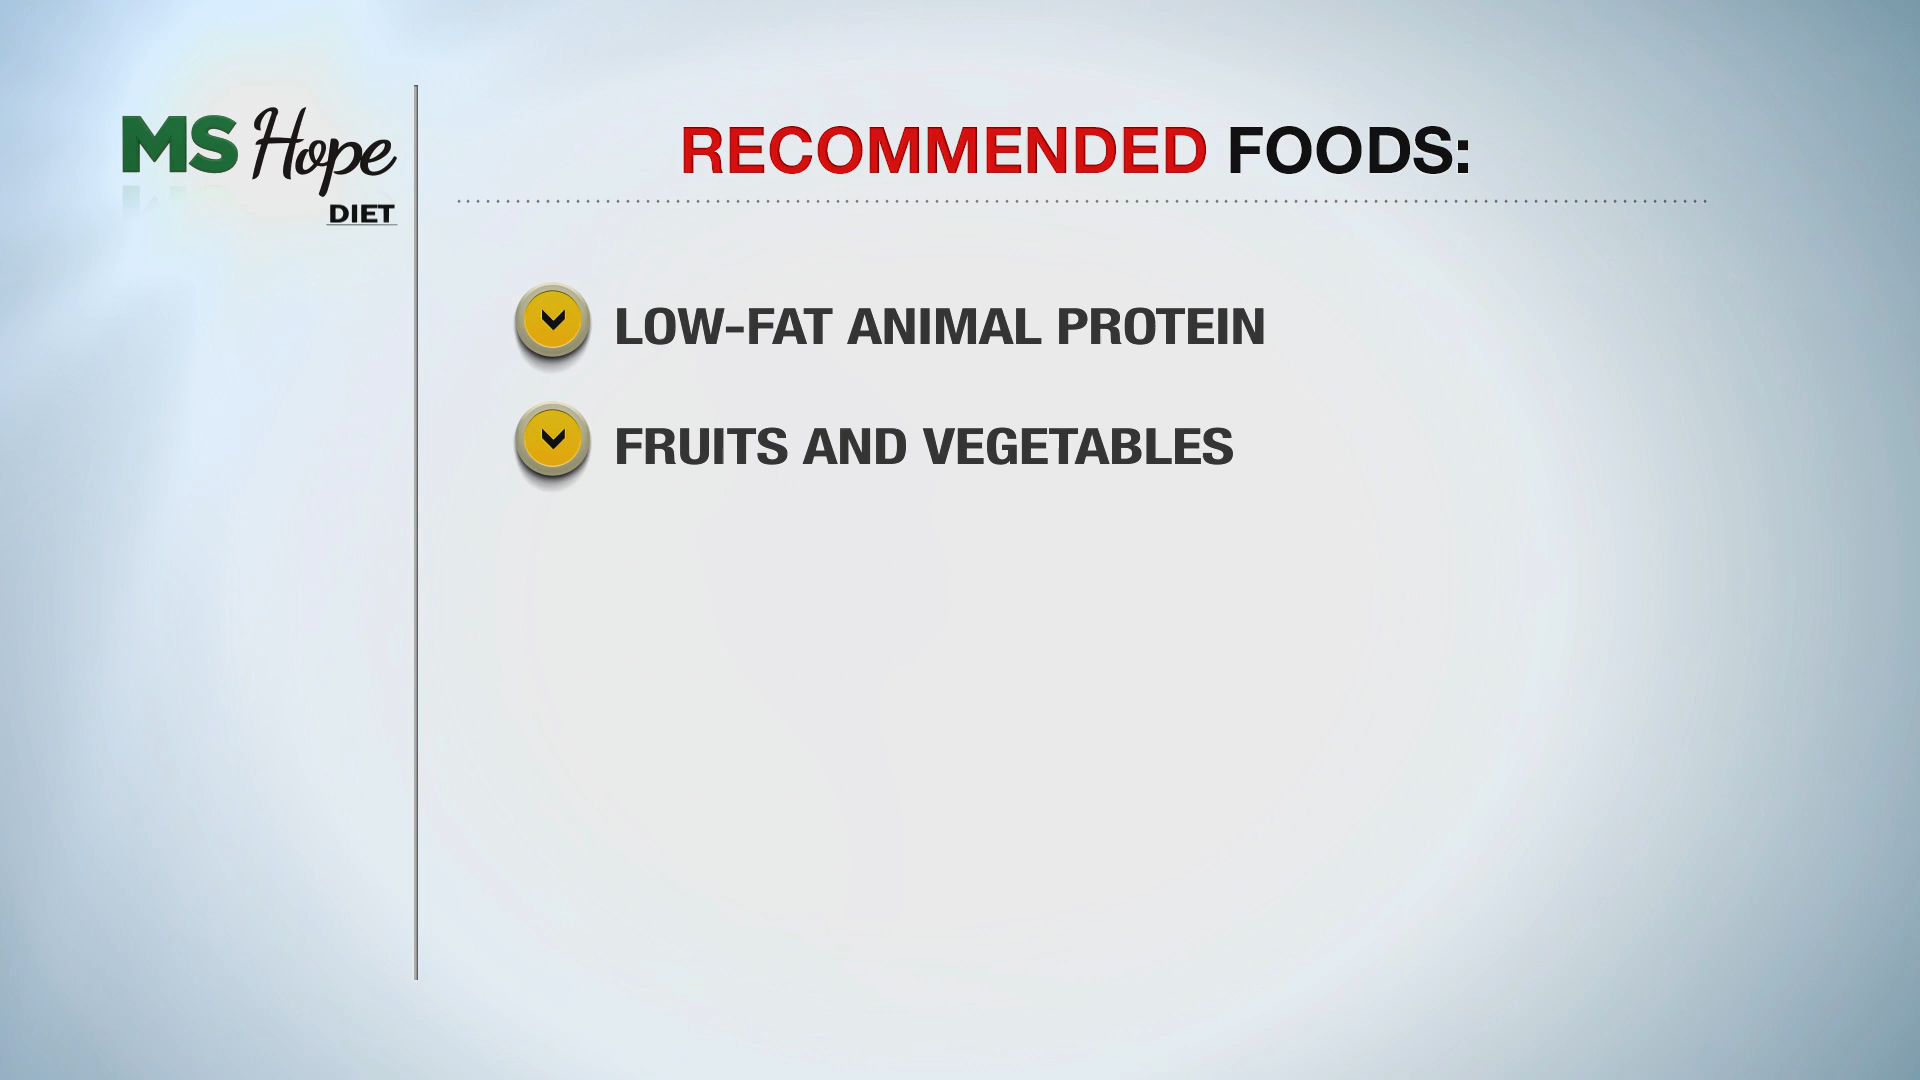 MS Hope
DIET
RECOMMENDED FOODS:
LOW-FAT ANIMAL PROTEIN
FRUITS AND VEGETABLES